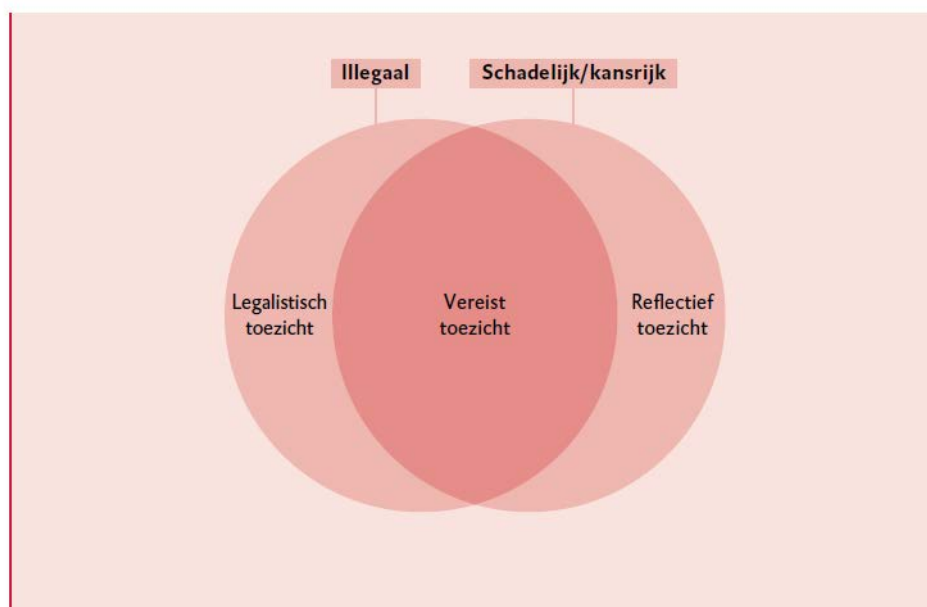 Illegaal
Schadelijk/kansrijk
Legalistisch
toezicht
Vereist
toezicht
Reflectief
toezicht